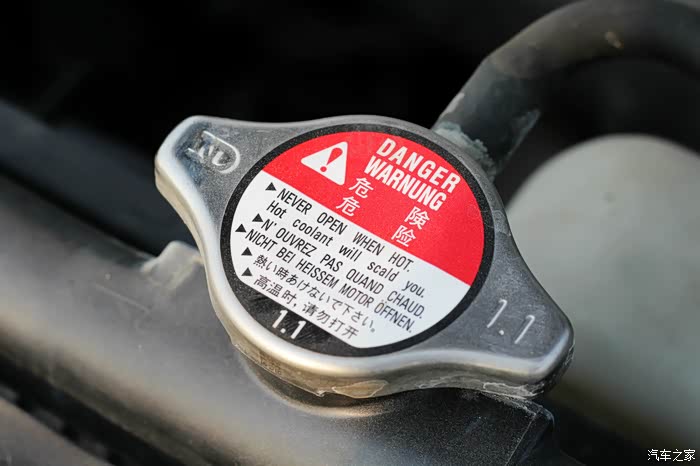 DANGER
WARNUNG
危 険
危 险
▶NEVER OPEN WHEN HOT.
Hot coolant will scald you.
▶N'OUVREZ PAS QUAND CHAUD.
▶NICHT BEI HEISSEM MOTOR ÖFFNEN.
▶熱い時あけないで下さい。
▶高温时,请勿打开
1.1
1.1
汽车之家